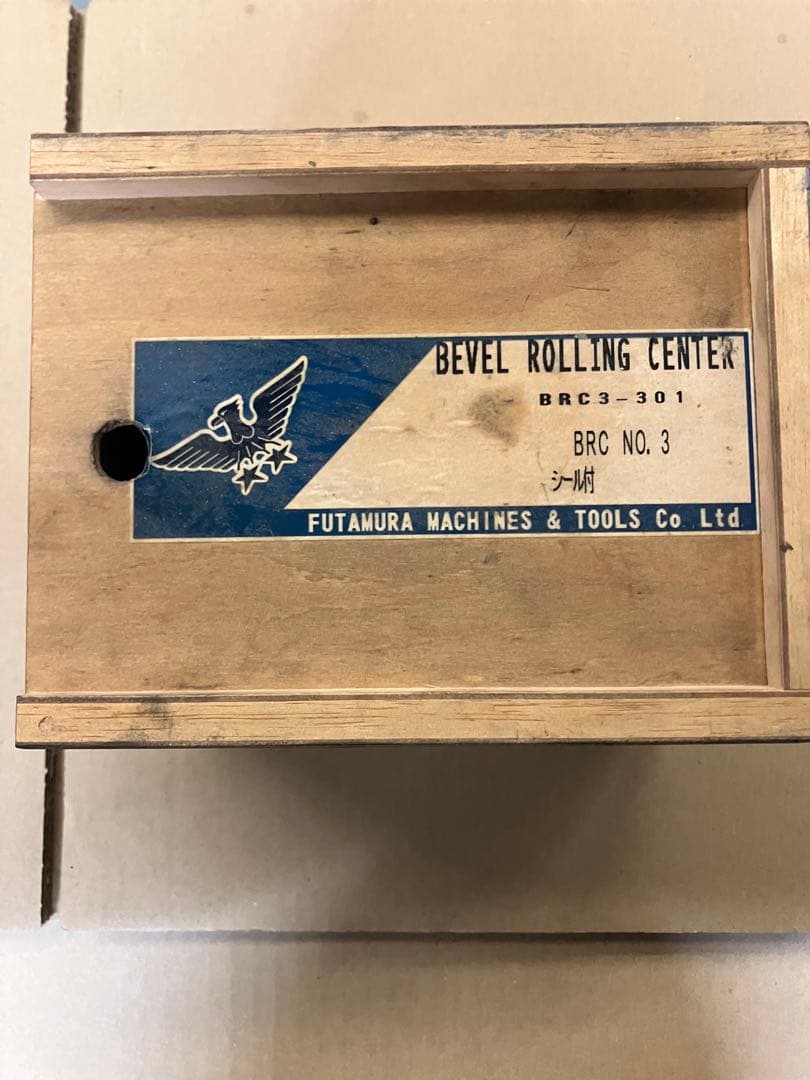 BEVEL ROLLING CENTER
BRC3-301
BRC NO. 3
シール付
FUTAMURA MACHINES & TOOLS Co Ltd